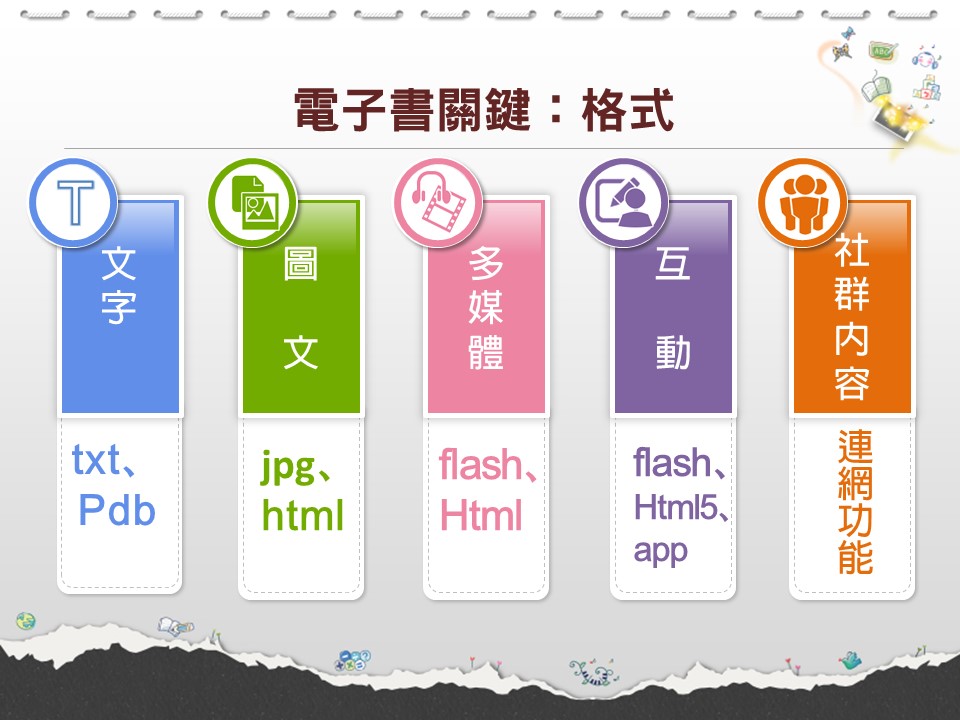 電子書關鍵：格式
T
文字
txt、
Pdb
圖文
jpg、
html
多媒體
flash、
Html
互動
flash、
Html5、
app
社群內容
連網功能